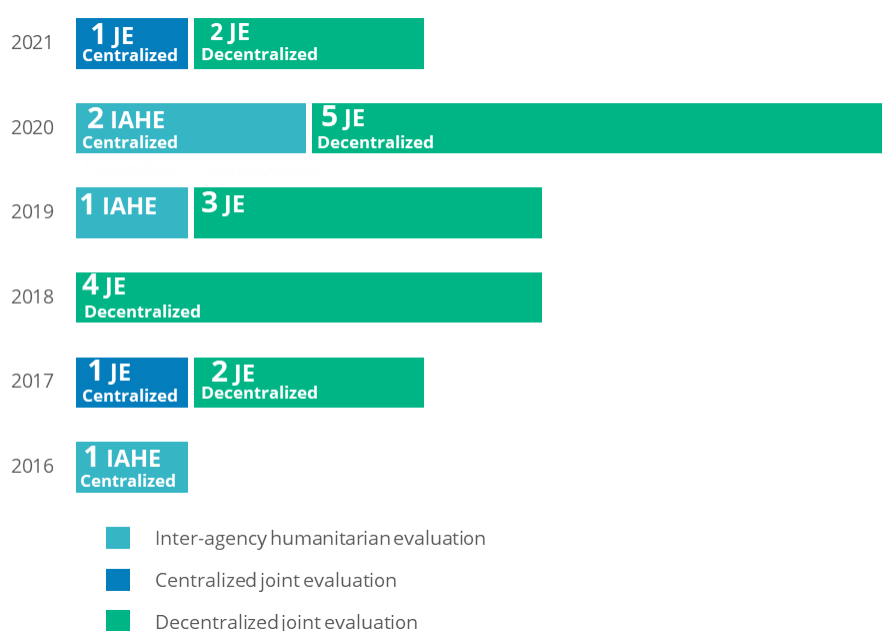 2021
1 JE
Centralized
2 JE
Decentralized
2020
2 IAHE
Centralized
5 JE
Decentralized
2019
1 IAHE
3 JE
2018
4 JE
Decentralized
2017
1 JE
Centralized
2 JE
Decentralized
2016
1 IAHE
Centralized
Inter-agency humanitarian evaluation
Centralized joint evaluation
Decentralized joint evaluation